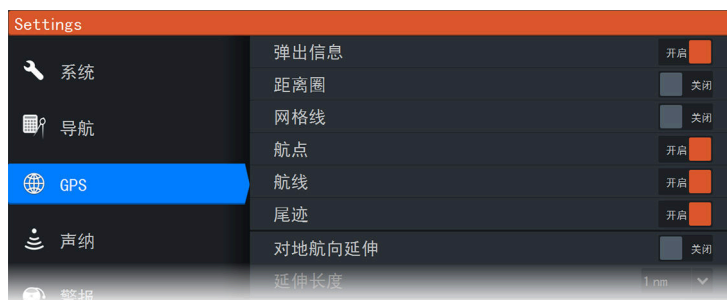 Settings
系统
导航
GPS
声纳
警报
弹出信息 开启
距离圈 关闭
网格线 关闭
航点 开启
航线 开启
尾迹 开启
对地航向延伸 关闭
延伸长度 1 nm